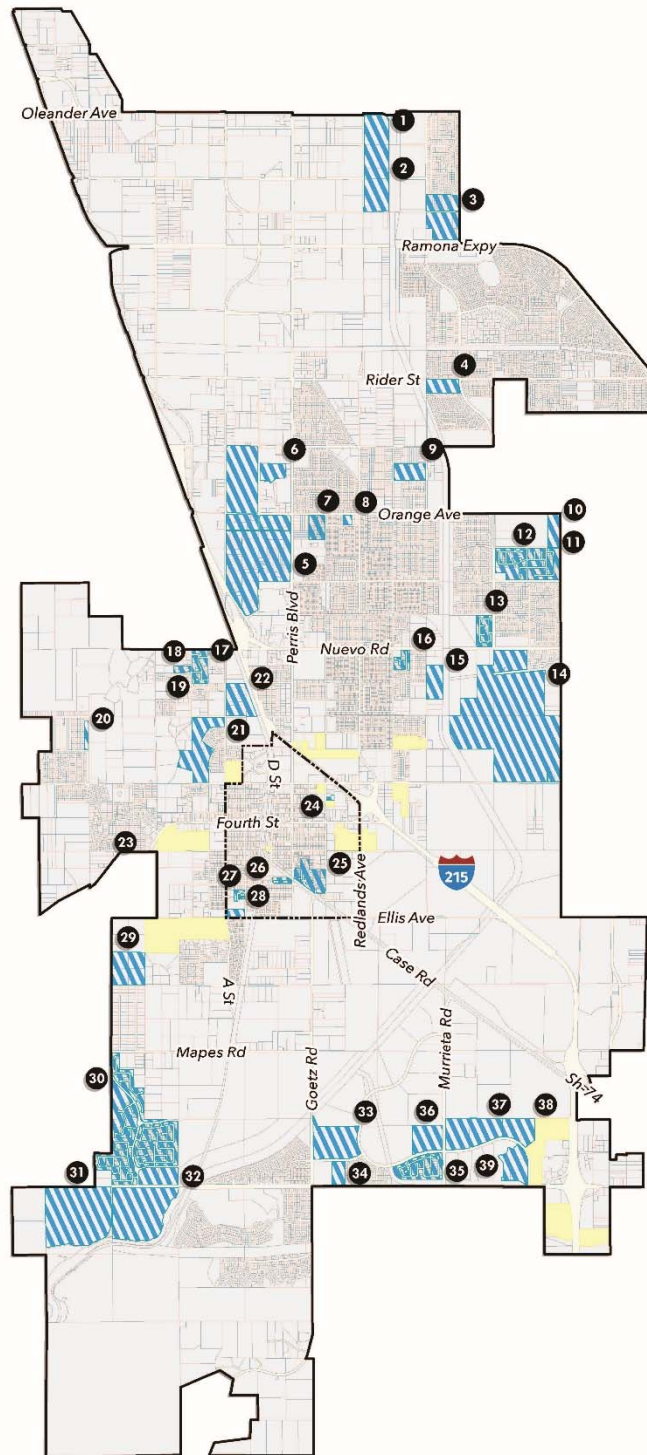 1
Oleander Ave
2
3
Ramona Expy
4
Rider St
6
9
7
8
Orange Ave
10
12
11
5
13
Perris Blvd
16
18
17
Nuevo Rd
15
14
19
22
20
21
D St
24
Fourth St
23
26
25
27
Redlands Ave
215
28
Ellis Ave
29
A St
Case Rd
Mapes Rd
Goetz Rd
Murrieta Rd
30
Sh-74
33
36
37
38
31
32
34
35
39